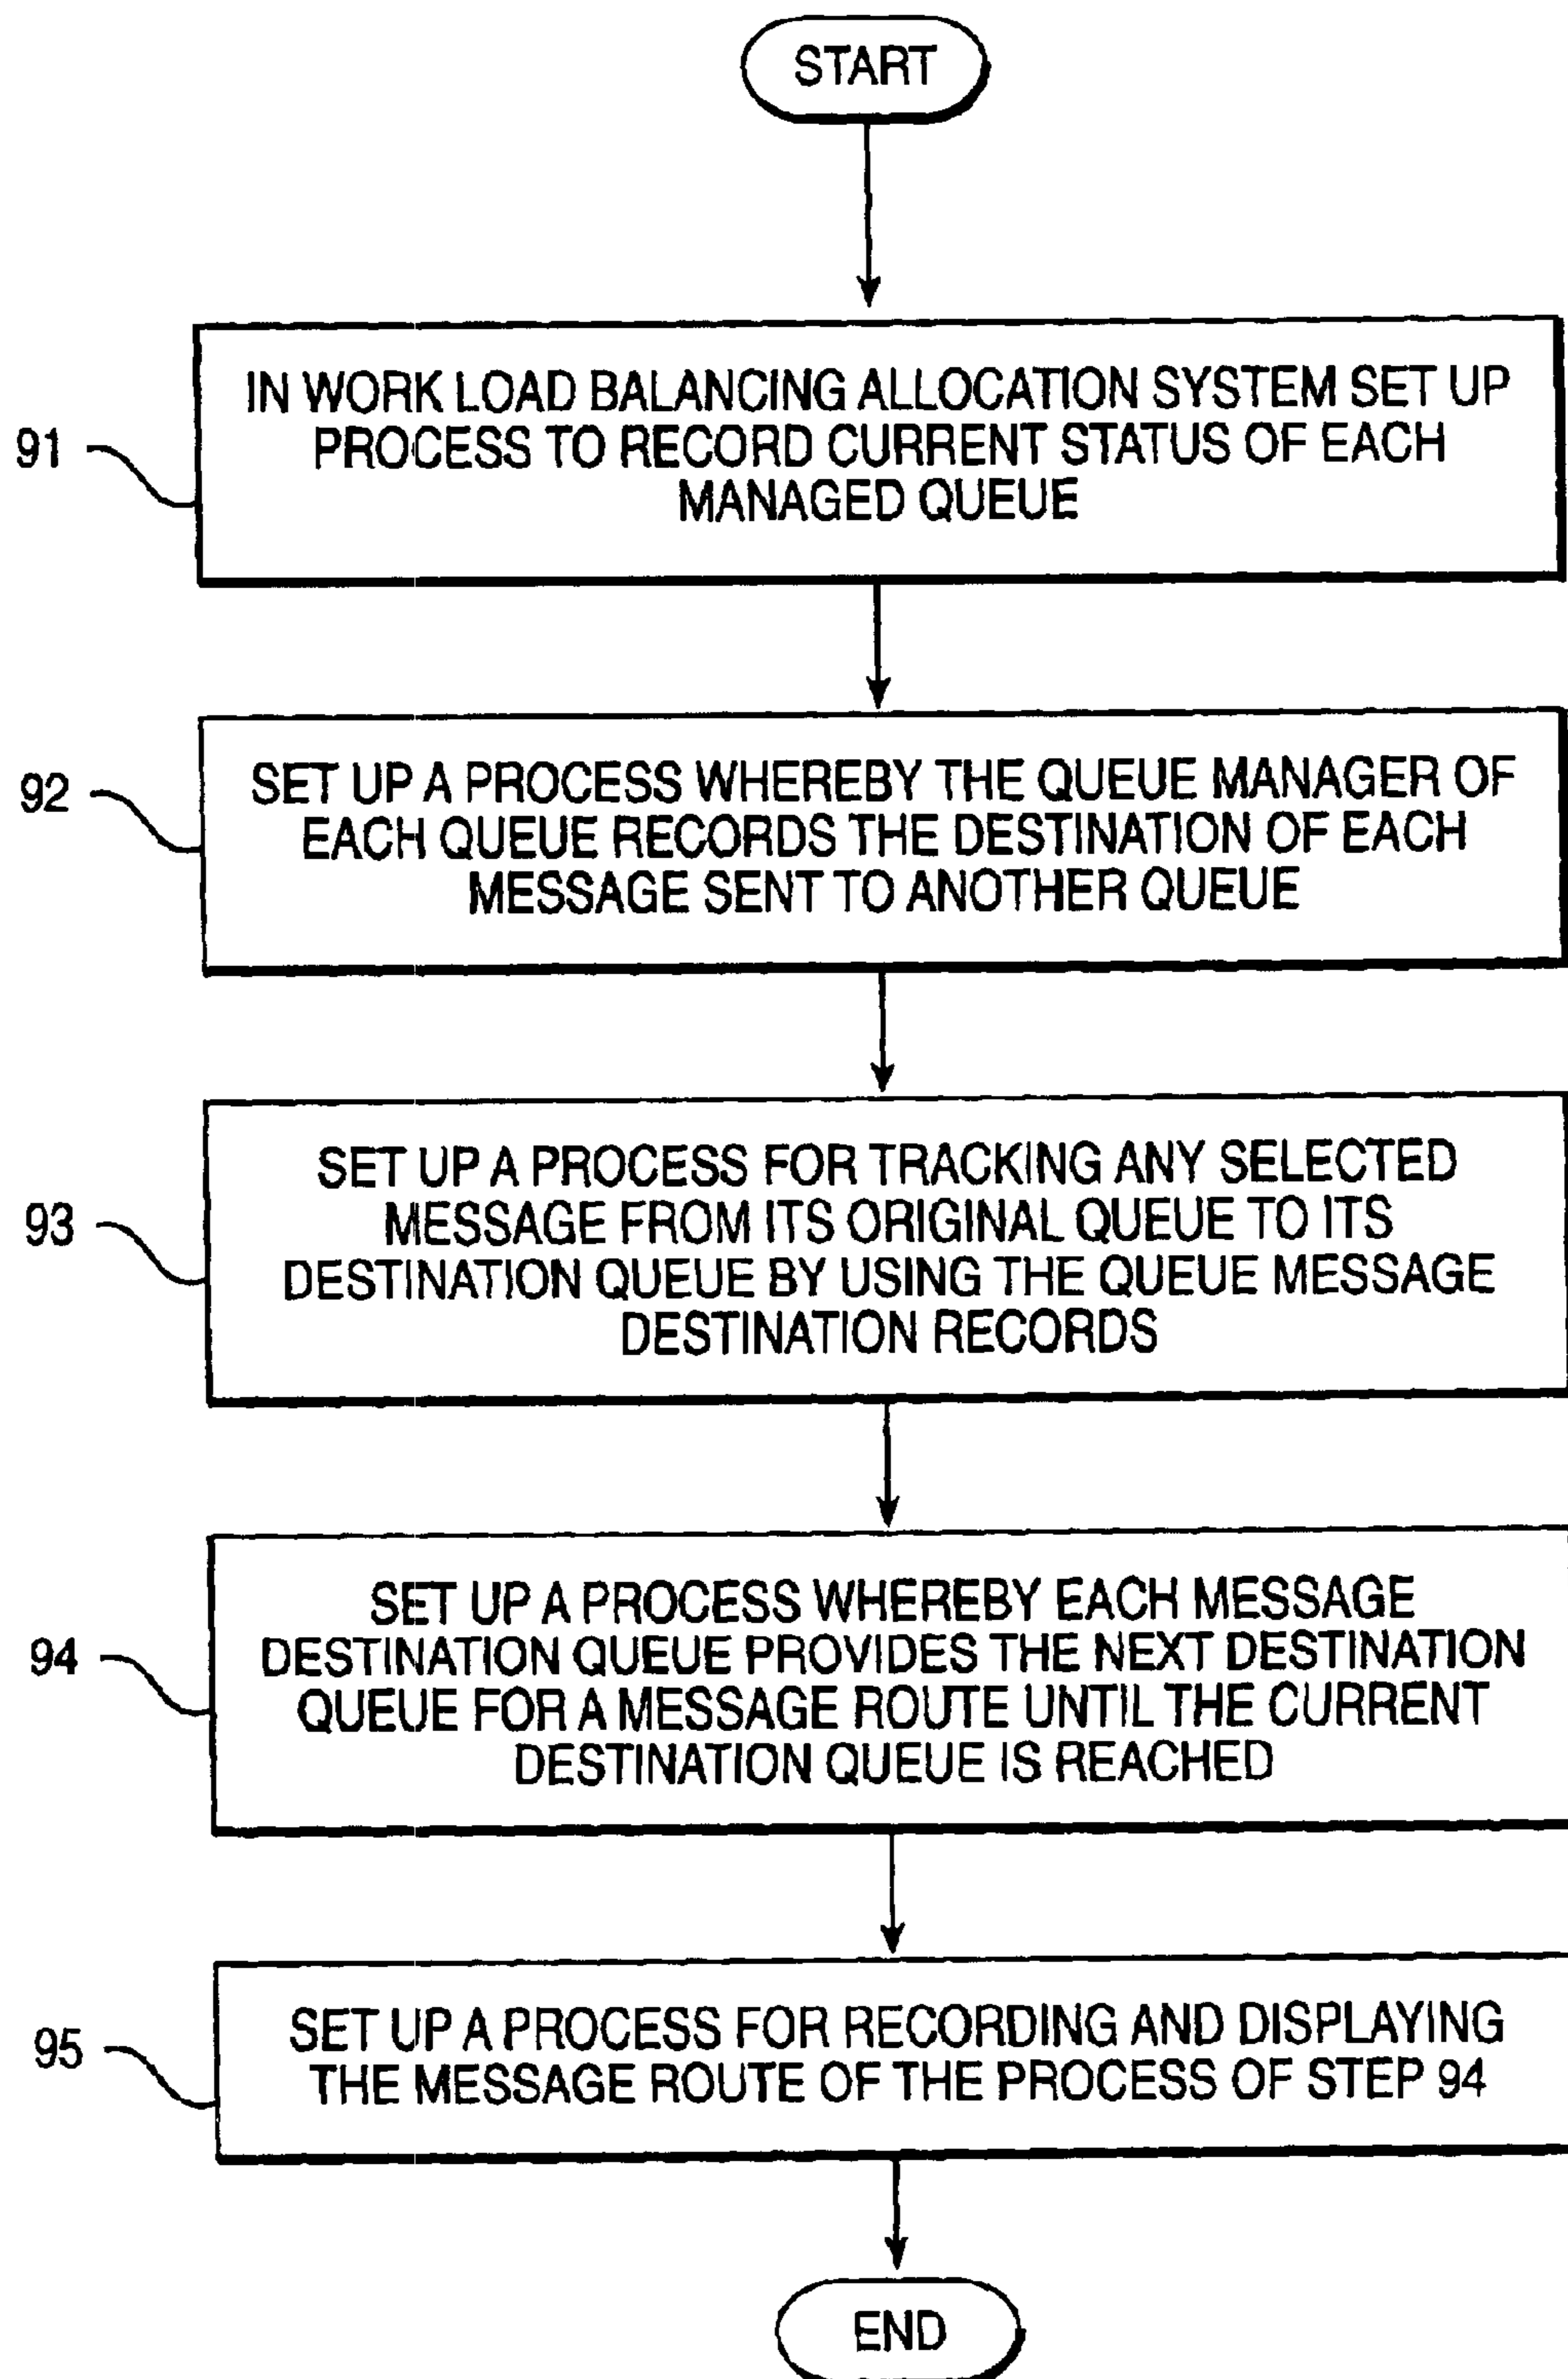 START
IN WORK LOAD BALANCING ALLOCATION SYSTEM SET UP
PROCESS TO RECORD CURRENT STATUS OF EACH
MANAGED QUEUE
91
SET UP A PROCESS WHEREBY THE QUEUE MANAGER OF
EACH QUEUE RECORDS THE DESTINATION OF EACH
MESSAGE SENT TO ANOTHER QUEUE
92
SET UP A PROCESS FOR TRACKING ANY SELECTED
MESSAGE FROM ITS ORIGINAL QUEUE TO ITS
DESTINATION QUEUE BY USING THE QUEUE MESSAGE
DESTINATION RECORDS
93
SET UP A PROCESS WHEREBY EACH MESSAGE
DESTINATION QUEUE PROVIDES THE NEXT DESTINATION
QUEUE FOR A MESSAGE ROUTE UNTIL THE CURRENT
DESTINATION QUEUE IS REACHED
94
SET UP A PROCESS FOR RECORDING AND DISPLAYING
THE MESSAGE ROUTE OF THE PROCESS OF STEP 94
95
END